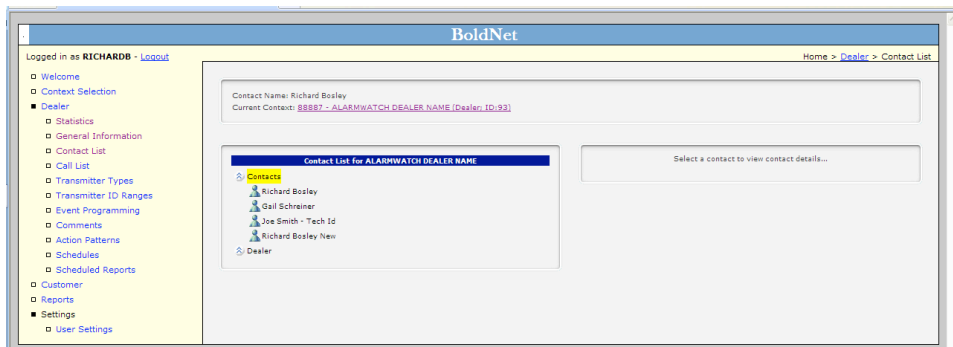 BoldNet
Logged in as RICHARDB - Logout
Home > Dealer > Contact List
Welcome
Context Selection
Dealer
Statistics
General Information
Contact List
Call List
Transmitter Types
Transmitter ID Ranges
Event Programming
Comments
Action Patterns
Schedules
Scheduled Reports
Customer
Reports
Settings
User Settings
Contact Name: Richard Bosley
Current Context: 88887 - ALARMWATCH DEALER NAME (Dealer; ID:93)
Contact List for ALARMWATCH DEALER NAME
Contacts
Richard Bosley
Gail Schreiner
Joe Smith - Tech Id
Richard Bosley New
Dealer
Select a contact to view contact details...